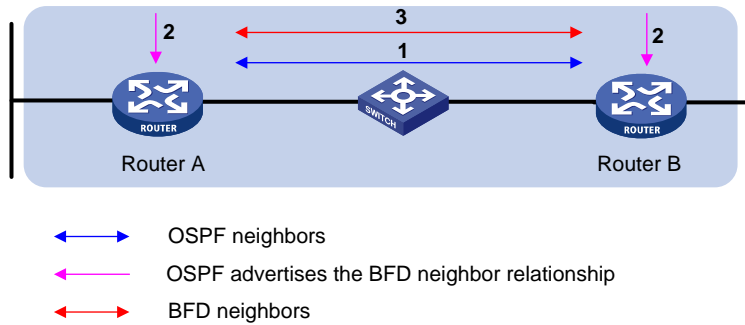 3
2
2
1
ROUTER
SWITCH
ROUTER
Router A
Router B
OSPF neighbors
OSPF advertises the BFD neighbor relationship
BFD neighbors